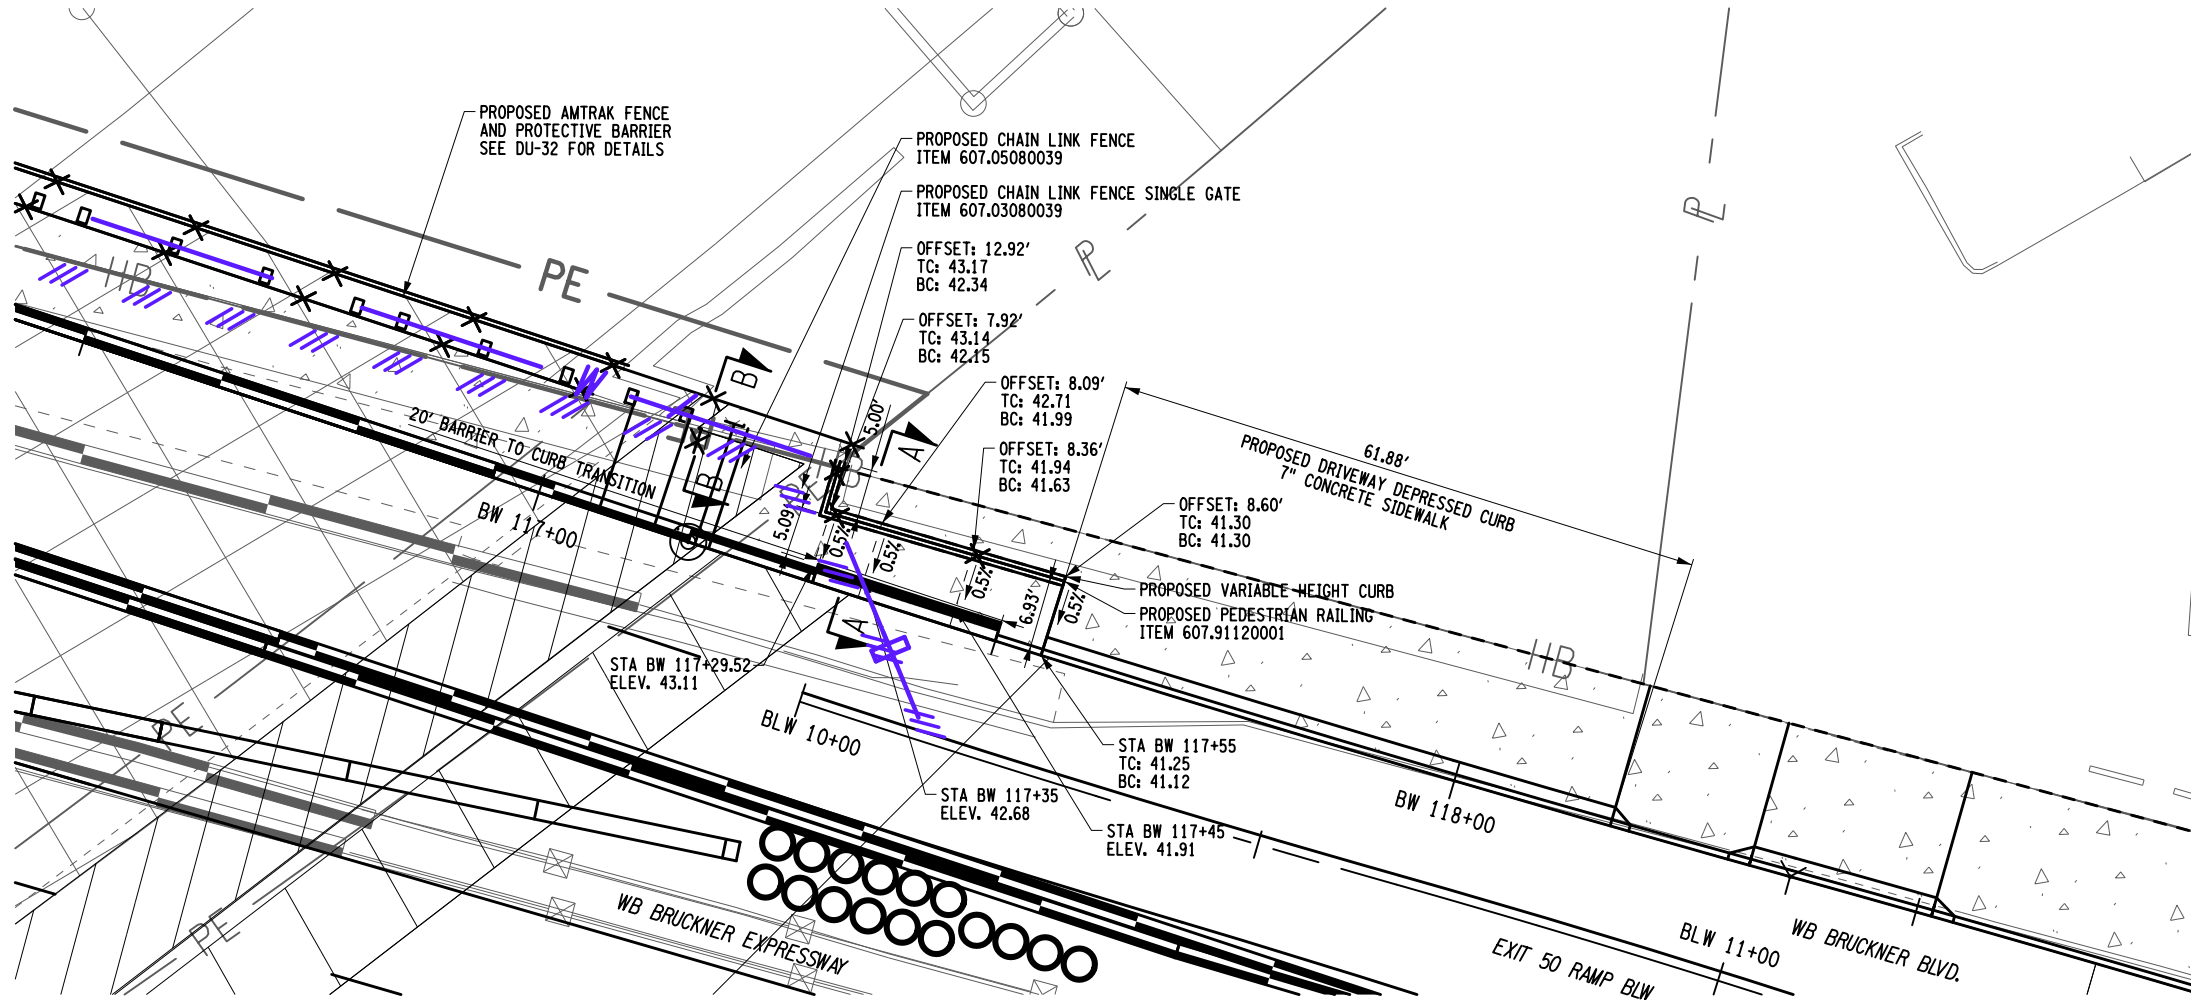 PROPOSED AMTRAK FENCE
AND PROTECTIVE BARRIER
SEE DU-32 FOR DETAILS
PROPOSED CHAIN LINK FENCE
ITEM 607.05080039
PROPOSED CHAIN LINK FENCE SINGLE GATE
ITEM 607.03080039
OFFSET: 12.92'
TC: 43.17
BC: 42.34
OFFSET: 7.92'
TC: 43.14
BC: 42.15
OFFSET: 8.09'
TC: 42.71
BC: 41.99
OFFSET: 8.36'
TC: 41.94
BC: 41.63
OFFSET: 8.60'
TC: 41.30
BC: 41.30
61.88'
PROPOSED DRIVEWAY DEPRESSED CURB
7" CONCRETE SIDEWALK
PROPOSED VARIABLE HEIGHT CURB
PROPOSED PEDESTRIAN RAILING
ITEM 607.91120001
PE
PL
PL
HB
HB
HB
B
B
A
A
5.00'
5.09'
0.5%
0.5%
0.5%
6.93'
0.5%
20' BARRIER TO CURB TRANSITION
BW 117+00
STA BW 117+29.52
ELEV. 43.11
BLW 10+00
STA BW 117+55
TC: 41.25
BC: 41.12
STA BW 117+35
ELEV. 42.68
STA BW 117+45
ELEV. 41.91
BW 118+00
PE
PE
PE
WB BRUCKNER EXPRESSWAY
EXIT 50 RAMP BLW
BLW 11+00
WB BRUCKNER BLVD.